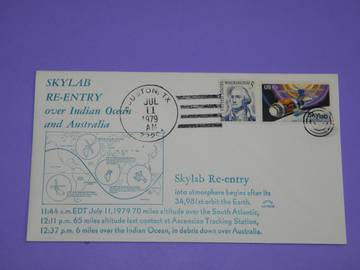 SKYLAB
RE-ENTRY
over Indian Ocean
and Australia
HOUSTON, TX
JUL
11
1979
AM
WASHINGTON
US 10c
Skylab
Skylab Re-entry
into atmosphere begins after its
34,981st orbit the Earth.
11:44 a.m. EDT July 11, 1979 70 miles altitude over the South Atlantic,
12:11 p.m. 65 miles altitude last contact at Ascension Tracking Station,
12:37 p.m. 6 miles over the Indian Ocean, in debris down over Australia.